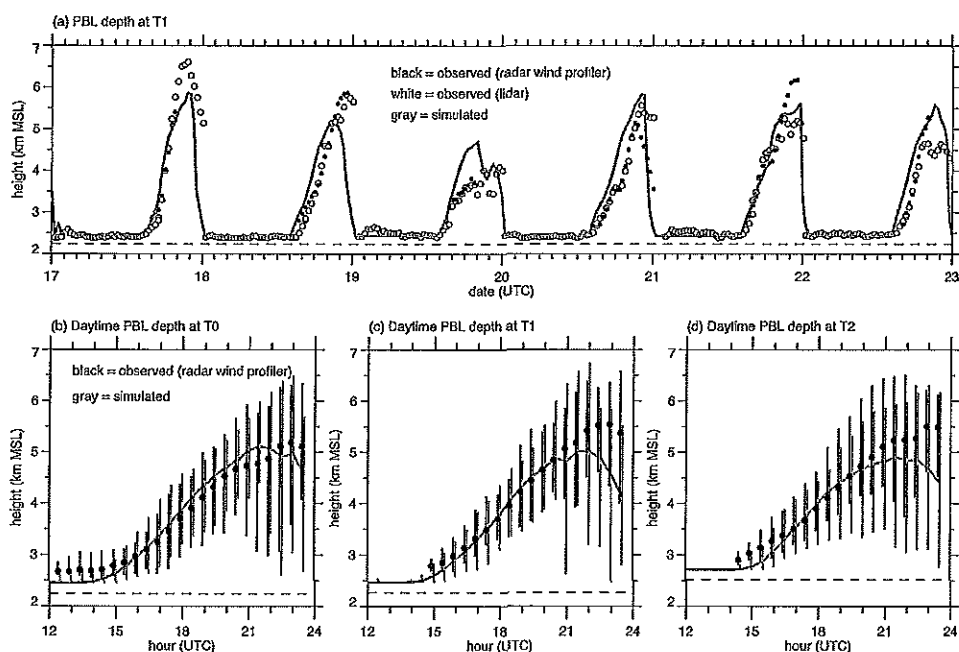 (a) PBL depth at T1
7
6
5
4
3
2
height (km MSL)
black = observed (radar wind profiler)
white = observed (lidar)
gray = simulated
17 18 19 20 21 22 23
date (UTC)
(b) Daytime PBL depth at T0
7
6
5
4
3
2
height (km MSL)
black = observed (radar wind profiler)
gray = simulated
12 15 18 21 24
hour (UTC)
(c) Daytime PBL depth at T1
7
6
5
4
3
2
height (km MSL)
12 15 18 21 24
hour (UTC)
(d) Daytime PBL depth at T2
7
6
5
4
3
2
height (km MSL)
12 15 18 21 24
hour (UTC)